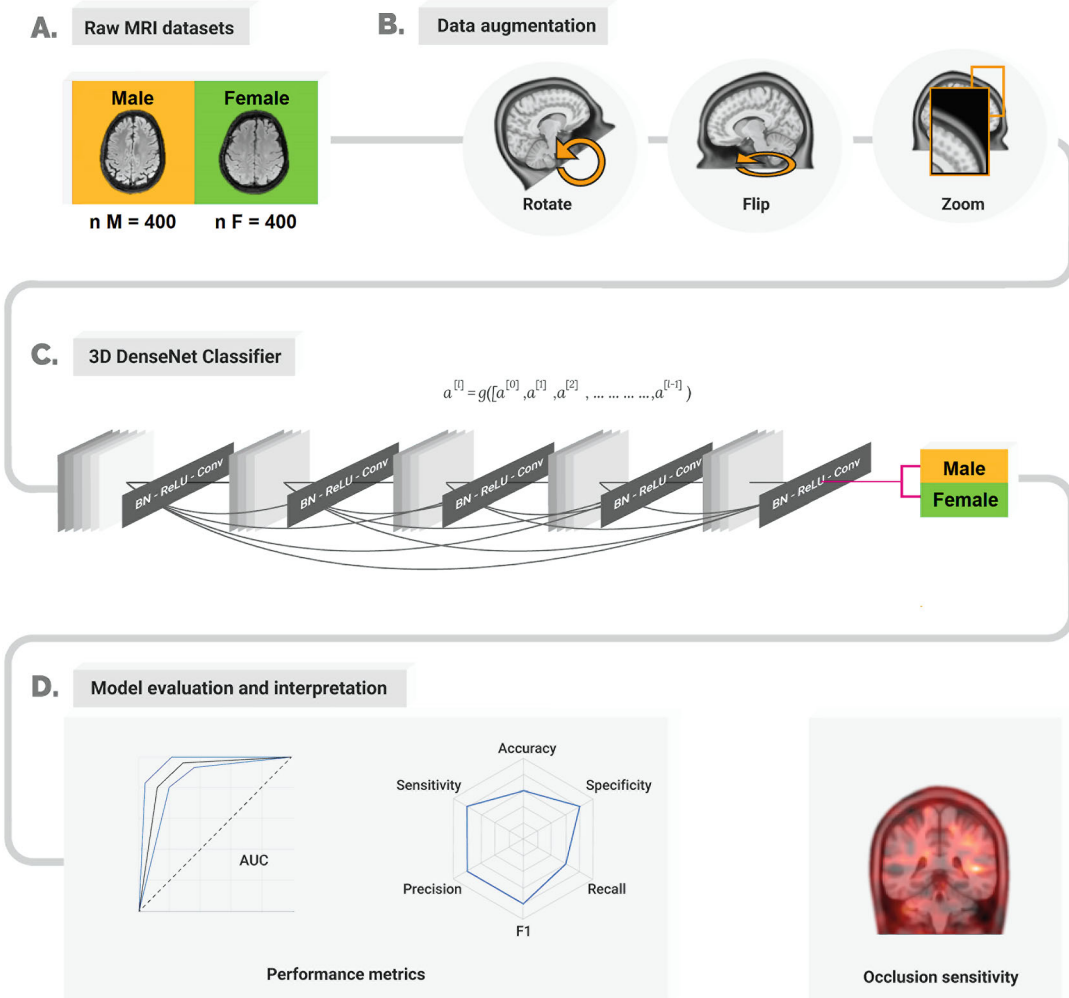 A. Raw MRI datasets
Male Female
n M = 400 n F = 400
B. Data augmentation
Rotate
Flip
Zoom
C. 3D DenseNet Classifier
a^[l] = g([a^[0] ,a^[1] ,a^[2] , ... ... ... ...,a^[l-1] )
BN - ReLU - Conv
BN - ReLU - Conv
BN - ReLU - Conv
BN - ReLU - Conv
BN - ReLU - Conv
Male
Female
D. Model evaluation and interpretation
AUC
Accuracy
Sensitivity
Specificity
Precision
Recall
F1
Performance metrics
Occlusion sensitivity